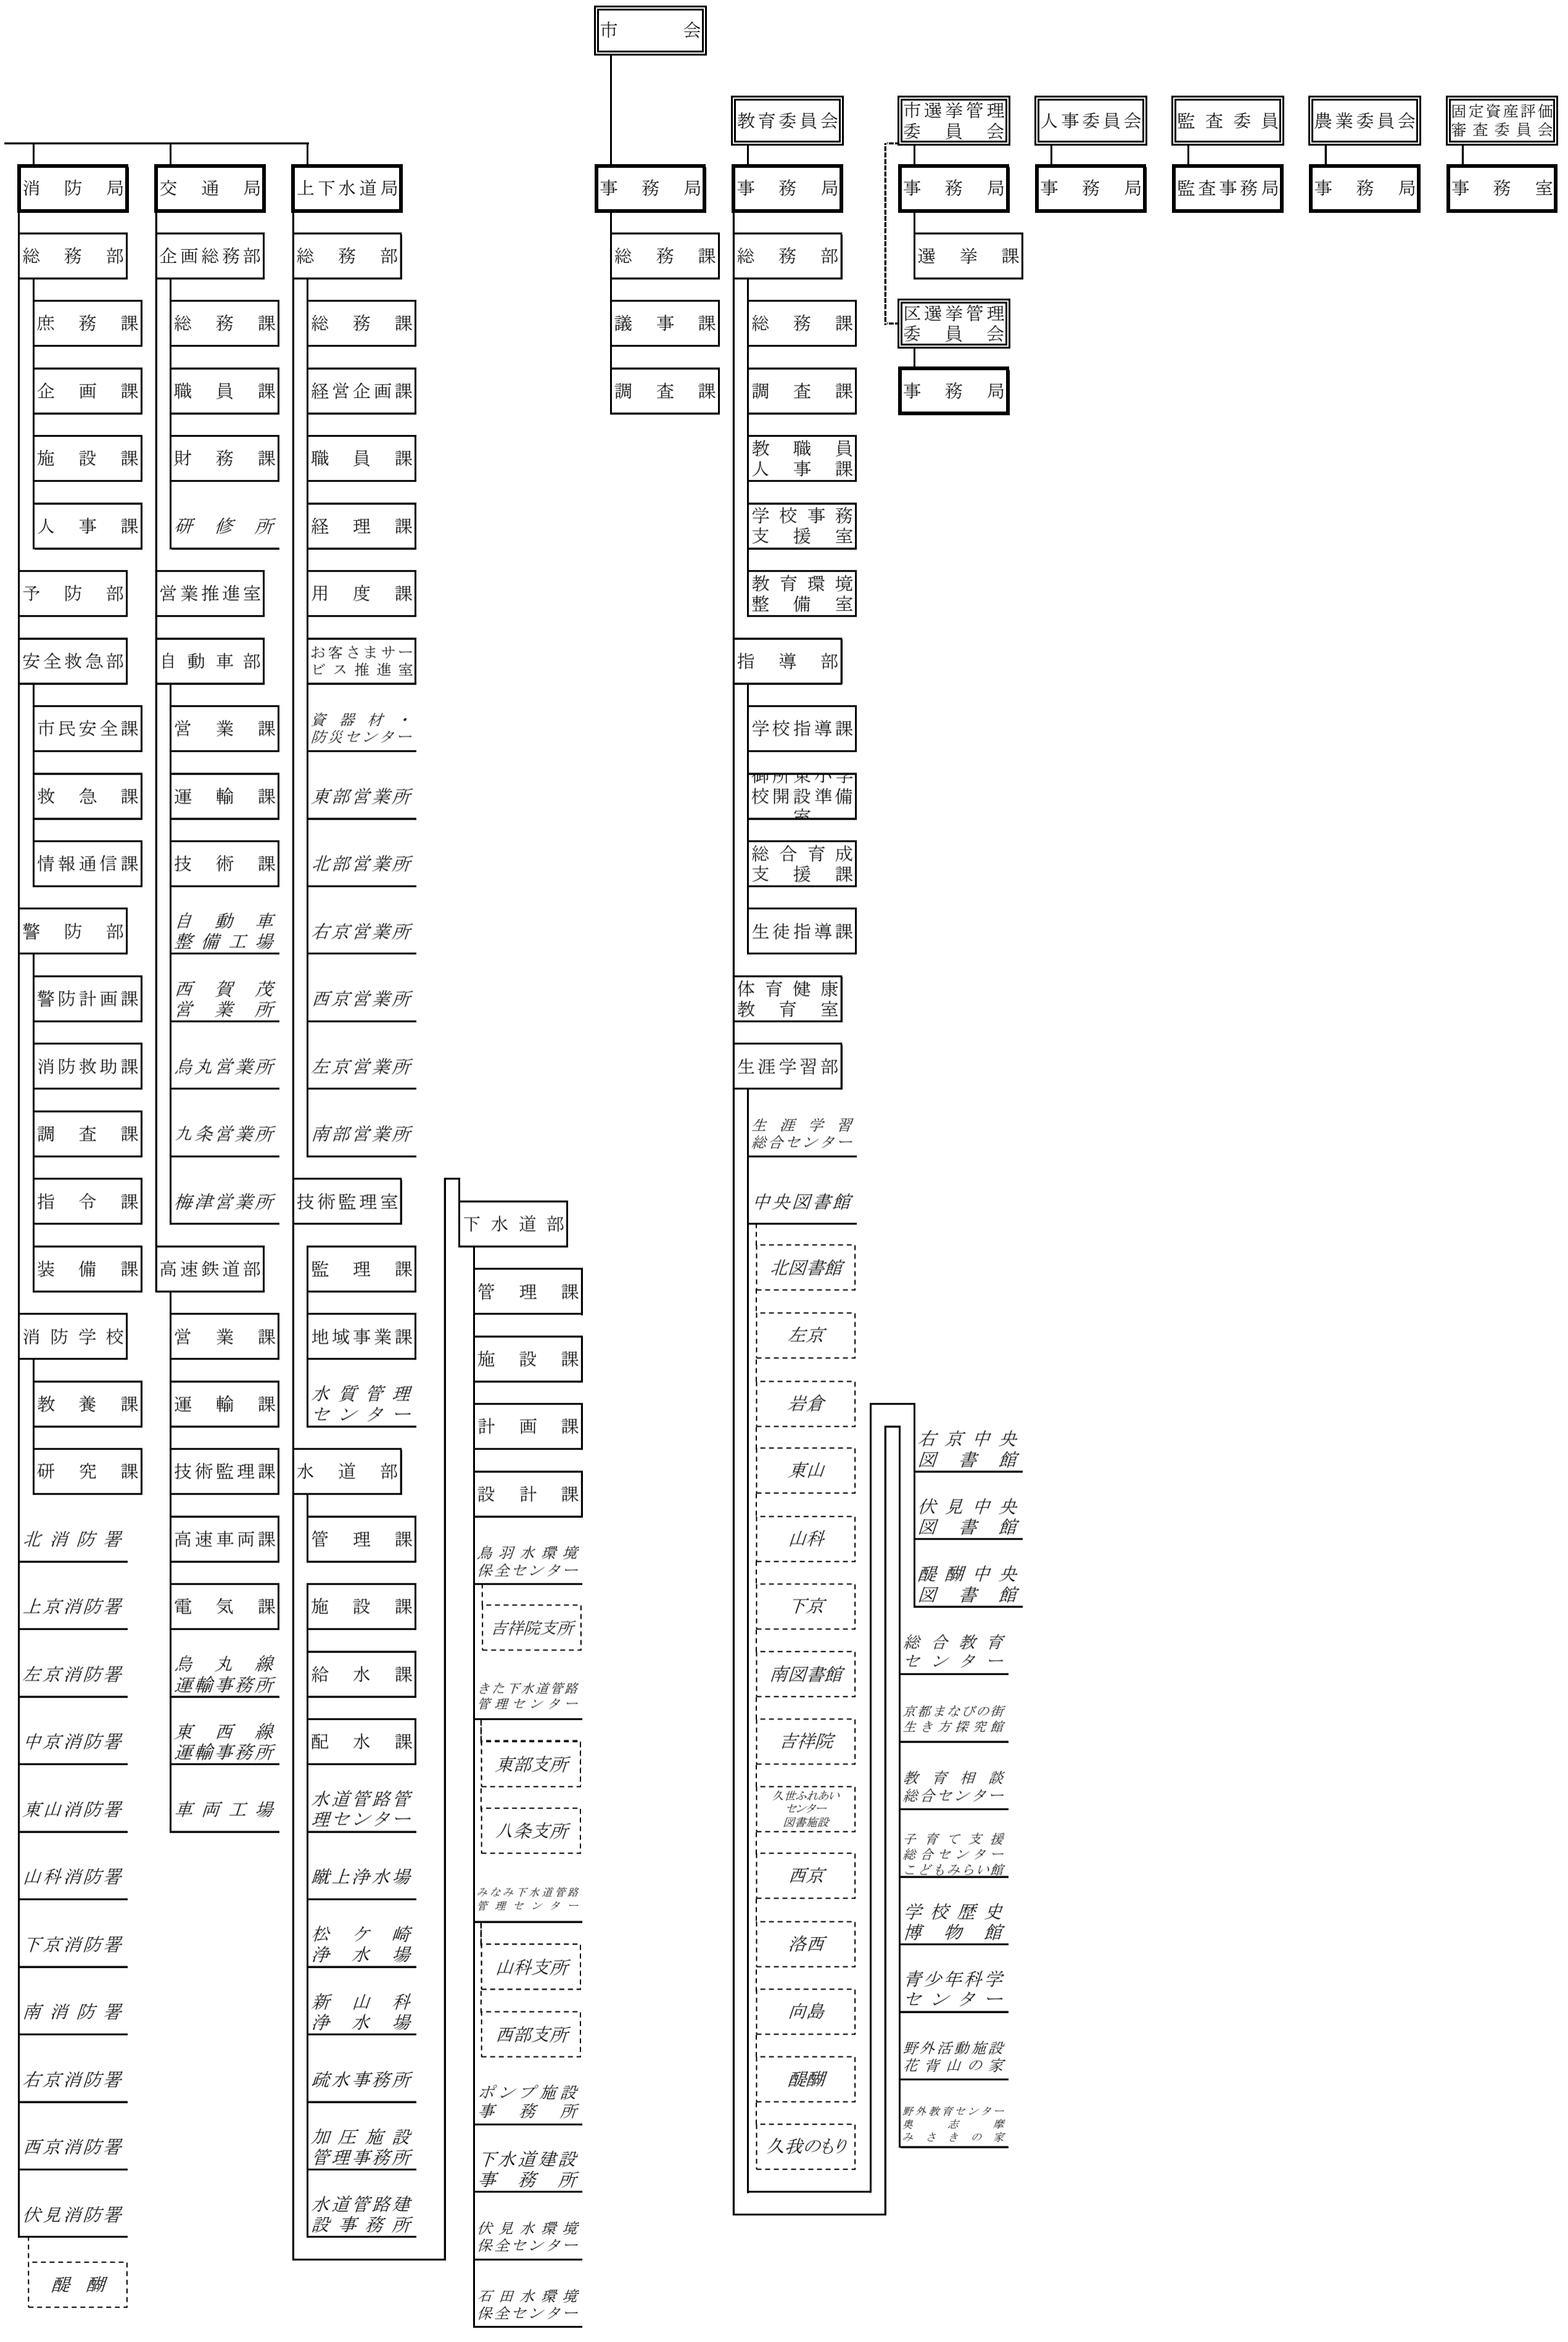 市会
教育委員会
市選挙管理
委員会
人事委員会
監査委員
農業委員会
固定資産評価
審査委員会
消防局
総務部
庶務課
企画課
施設課
人事課
予防部
安全救急部
市民安全課
救急課
情報通信課
警防部
警防計画課
消防救助課
調査課
指令課
装備課
消防学校
教養課
研究課
北消防署
上京消防署
左京消防署
中京消防署
東山消防署
山科消防署
下京消防署
南消防署
右京消防署
西京消防署
伏見消防署
醍醐
交通局
企画総務部
総務課
職員課
財務課
研修所
営業推進室
自動車部
営業課
運輸課
技術課
自動車
整備工場
西賀茂
営業所
烏丸営業所
九条営業所
梅津営業所
高速鉄道部
営業課
運輸課
技術監理課
高速車両課
電気課
烏丸線
運輸事務所
東西線
運輸事務所
車両工場
上下水道局
総務部
総務課
経営企画課
職員課
経理課
用度課
お客さまサー
ビス推進室
資器材・
防災センター
東部営業所
北部営業所
右京営業所
西京営業所
左京営業所
南部営業所
技術監理室
監理課
地域事業課
水質管理
センター
水道部
管理課
施設課
給水課
配水課
水道管路管
理センター
蹴上浄水場
松ケ崎
浄水場
新山科
浄水場
疏水事務所
加圧施設
管理事務所
水道管路建
設事務所
下水道部
管理課
施設課
計画課
設計課
鳥羽水環境
保全センター
吉祥院支所
きた下水道管路
管理センター
東部支所
八条支所
みなみ下水道管路
管理センター
山科支所
西部支所
ポンプ施設
事務所
下水道建設
事務所
伏見水環境
保全センター
石田水環境
保全センター
事務局
総務課
議事課
調査課
事務局
総務部
総務課
調査課
教職員
人事課
学校事務
支援室
教育環境
整備室
指導部
学校指導課
御所東小学
校開設準備
室
総合育成
支援課
生徒指導課
体育健康
教育室
生涯学習部
生涯学習
総合センター
中央図書館
北図書館
左京
岩倉
東山
山科
下京
南図書館
吉祥院
久世ふれあい
センター
図書施設
西京
洛西
向島
醍醐
久我のもり
右京中央
図書館
伏見中央
図書館
醍醐中央
図書館
総合教育
センター
京都まなびの街
生き方探究館
教育相談
総合センター
子育て支援
総合センター
こどもみらい館
学校歴史
博物館
青少年科学
センター
野外活動施設
花背山の家
野外教育センター
奥志摩
みさきの家
事務局
選挙課
区選挙管理
委員会
事務局
事務局
監査事務局
事務局
事務室